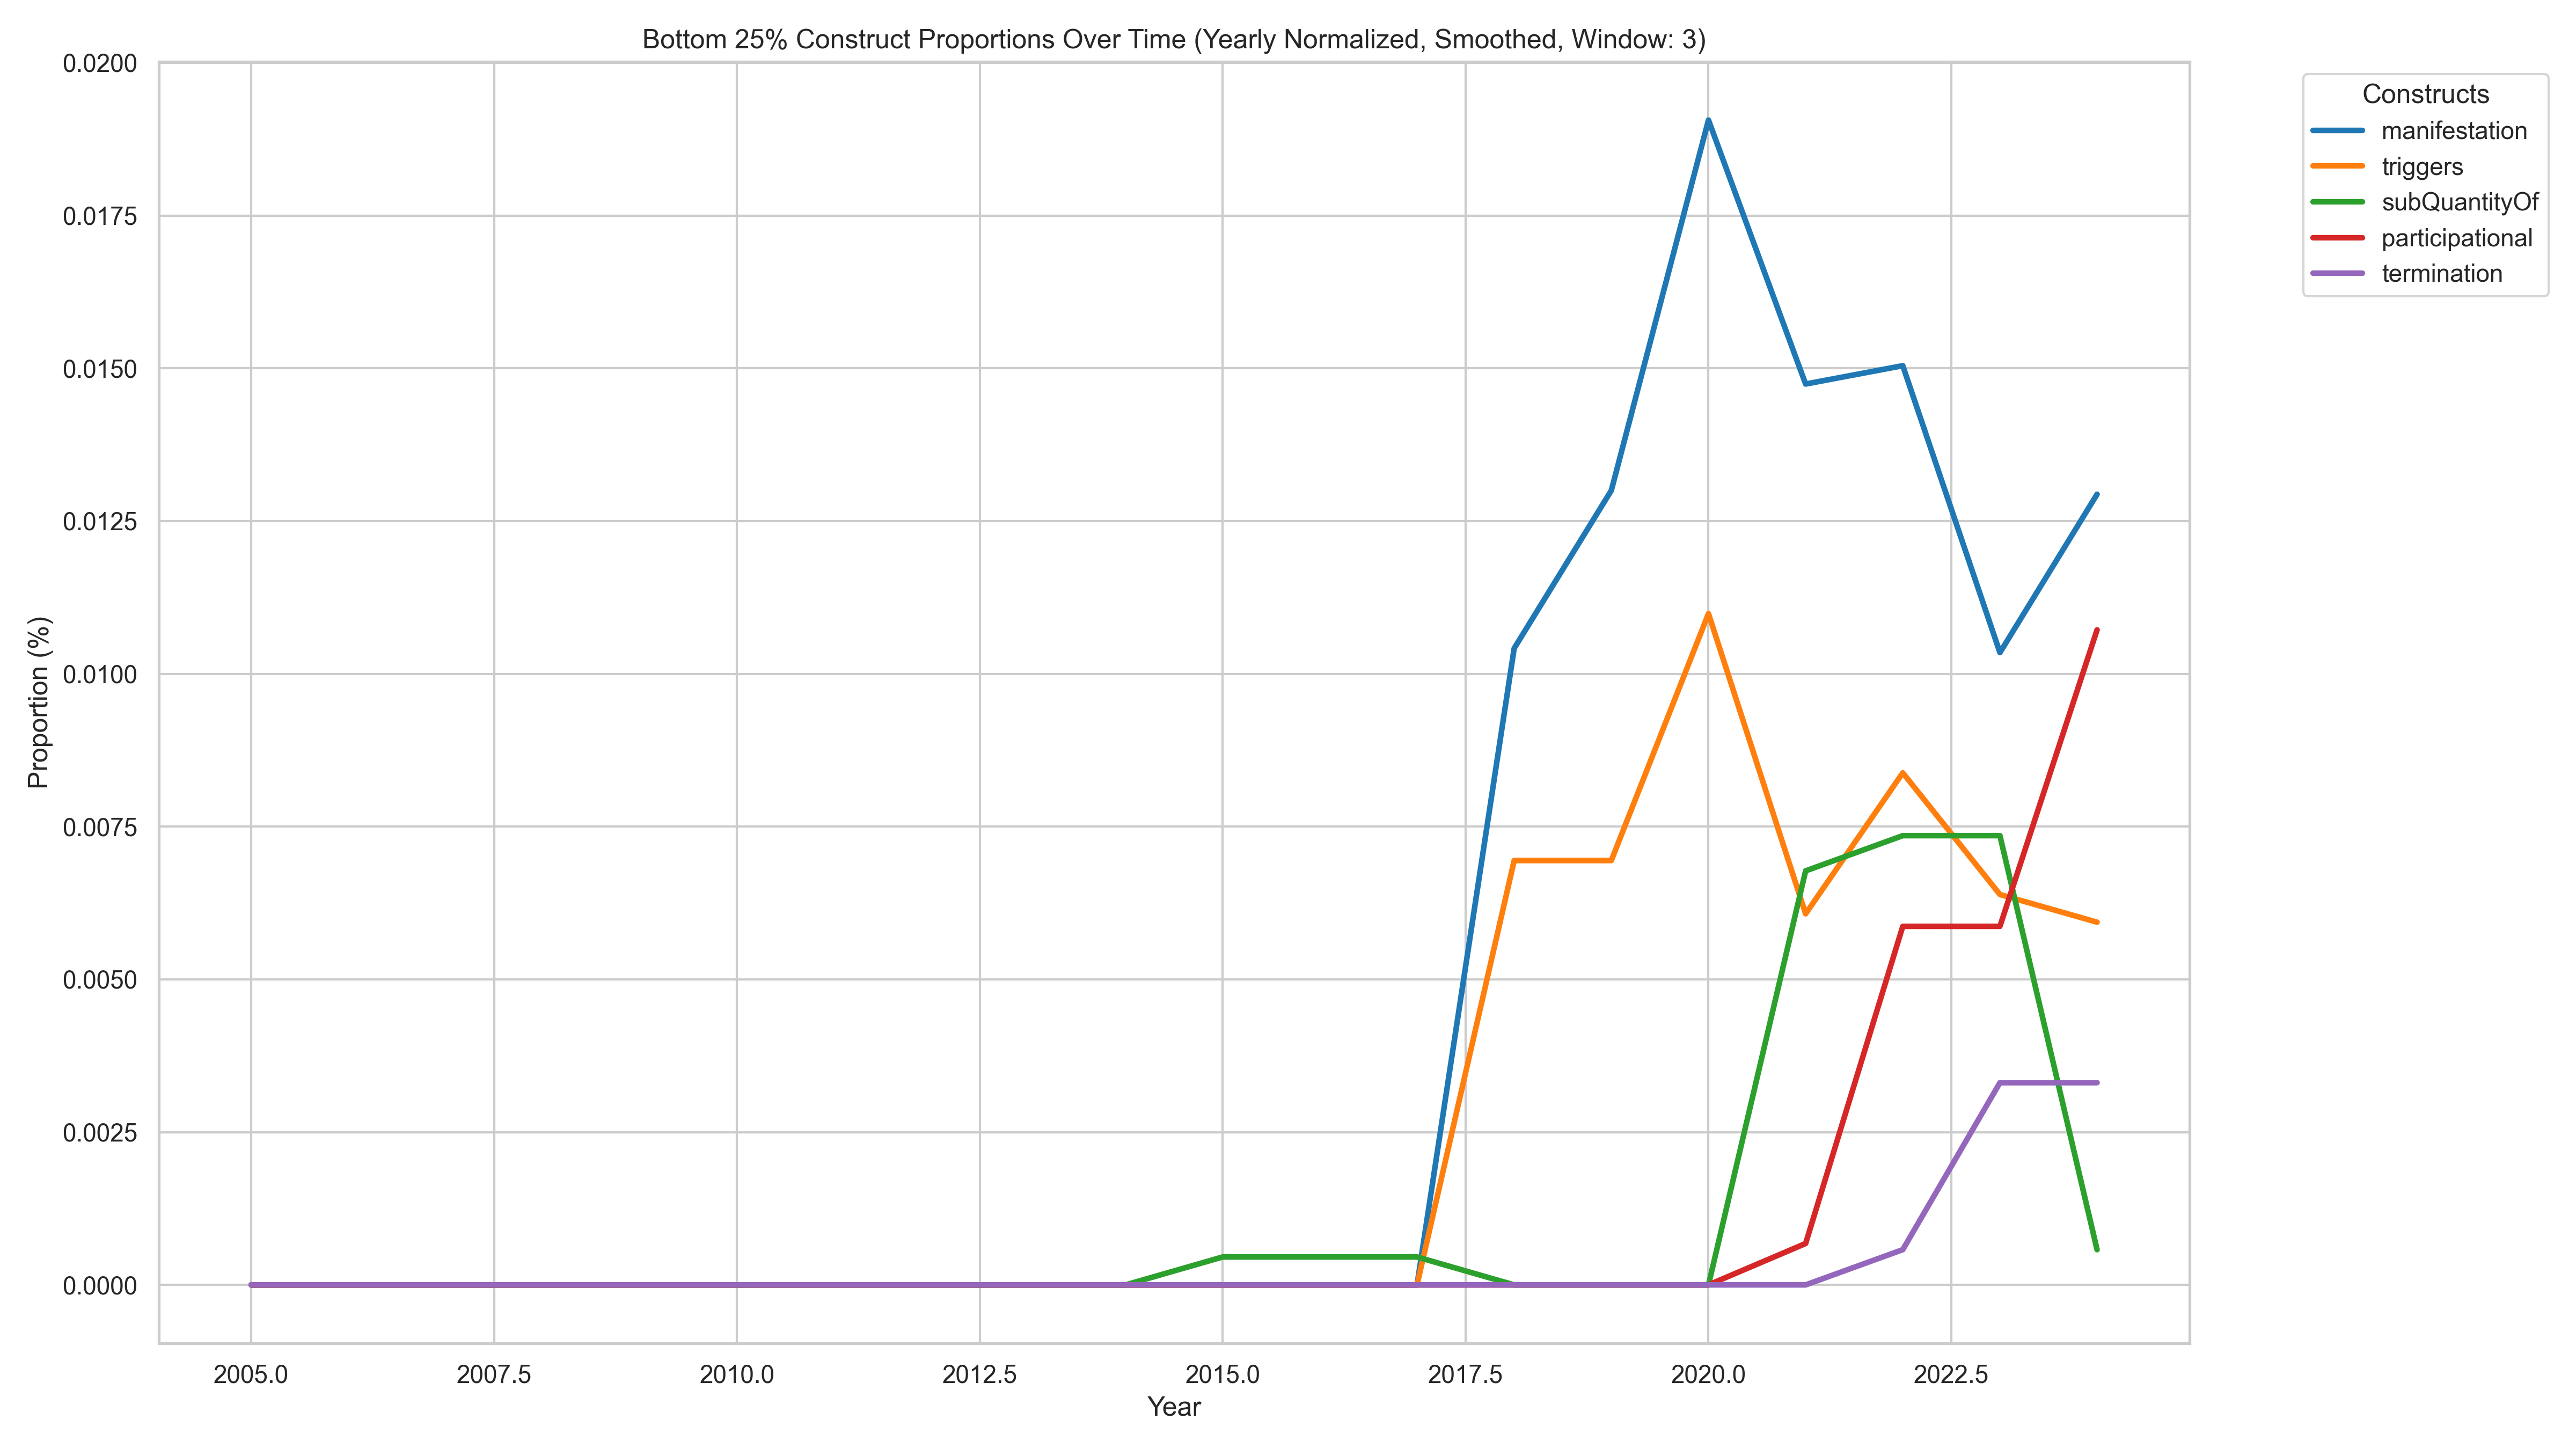 Bottom 25% Construct Proportions Over Time (Yearly Normalized, Smoothed, Window: 3)
Proportion (%)
0.0200
0.0175
0.0150
0.0125
0.0100
0.0075
0.0050
0.0025
0.0000
2005.0 2007.5 2010.0 2012.5 2015.0 2017.5 2020.0 2022.5
Year
Constructs
manifestation
triggers
subQuantityOf
participational
termination